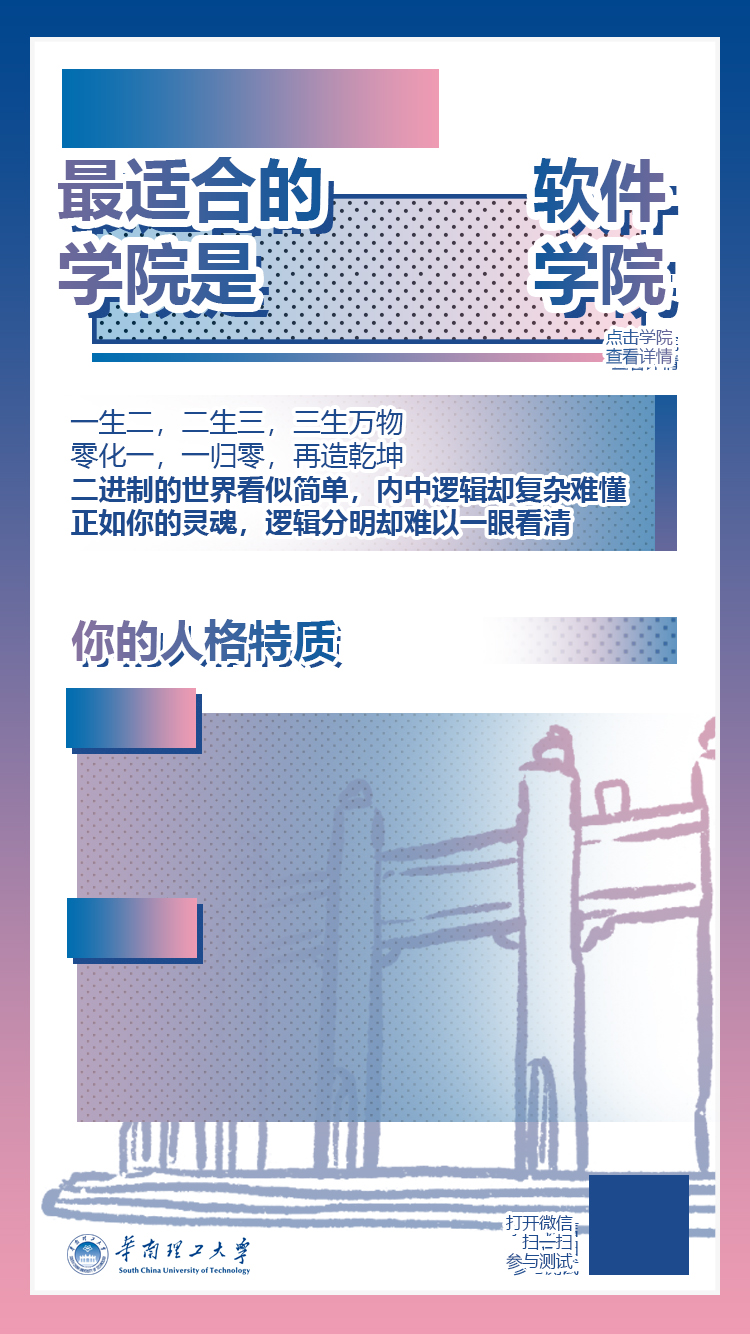 最适合的 软件
学院是 学院
点击学院
查看详情
一生二，二生三，三生万物
零化一，一归零，再造乾坤
二进制的世界看似简单，内中逻辑却复杂难懂
正如你的灵魂，逻辑分明却难以一眼看清
你的人格特质
打开微信
扫一扫
参与测试
华南理工大学
South China University of Technology